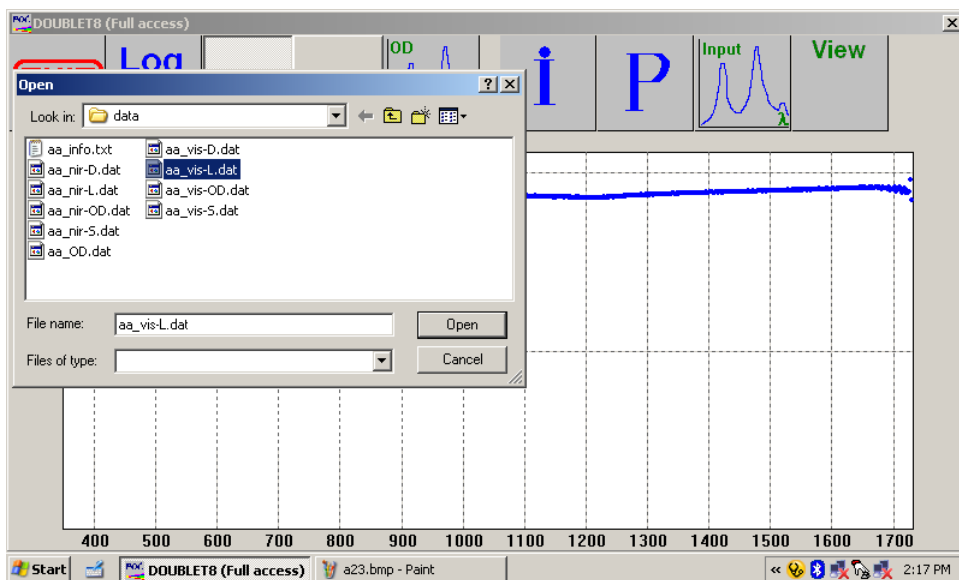 DOUBLET8 (Full access)
Log
OD
i
P
Input
λ
View
Open
Look in: data
aa_info.txt
aa_nir-D.dat
aa_nir-L.dat
aa_nir-OD.dat
aa_nir-S.dat
aa_OD.dat
aa_vis-D.dat
aa_vis-L.dat
aa_vis-OD.dat
aa_vis-S.dat
File name: aa_vis-L.dat
Open
Files of type:
Cancel
400 500 600 700 800 900 1000 1100 1200 1300 1400 1500 1600 1700
Start DOUBLET8 (Full access) a23.bmp - Paint « 2:17 PM